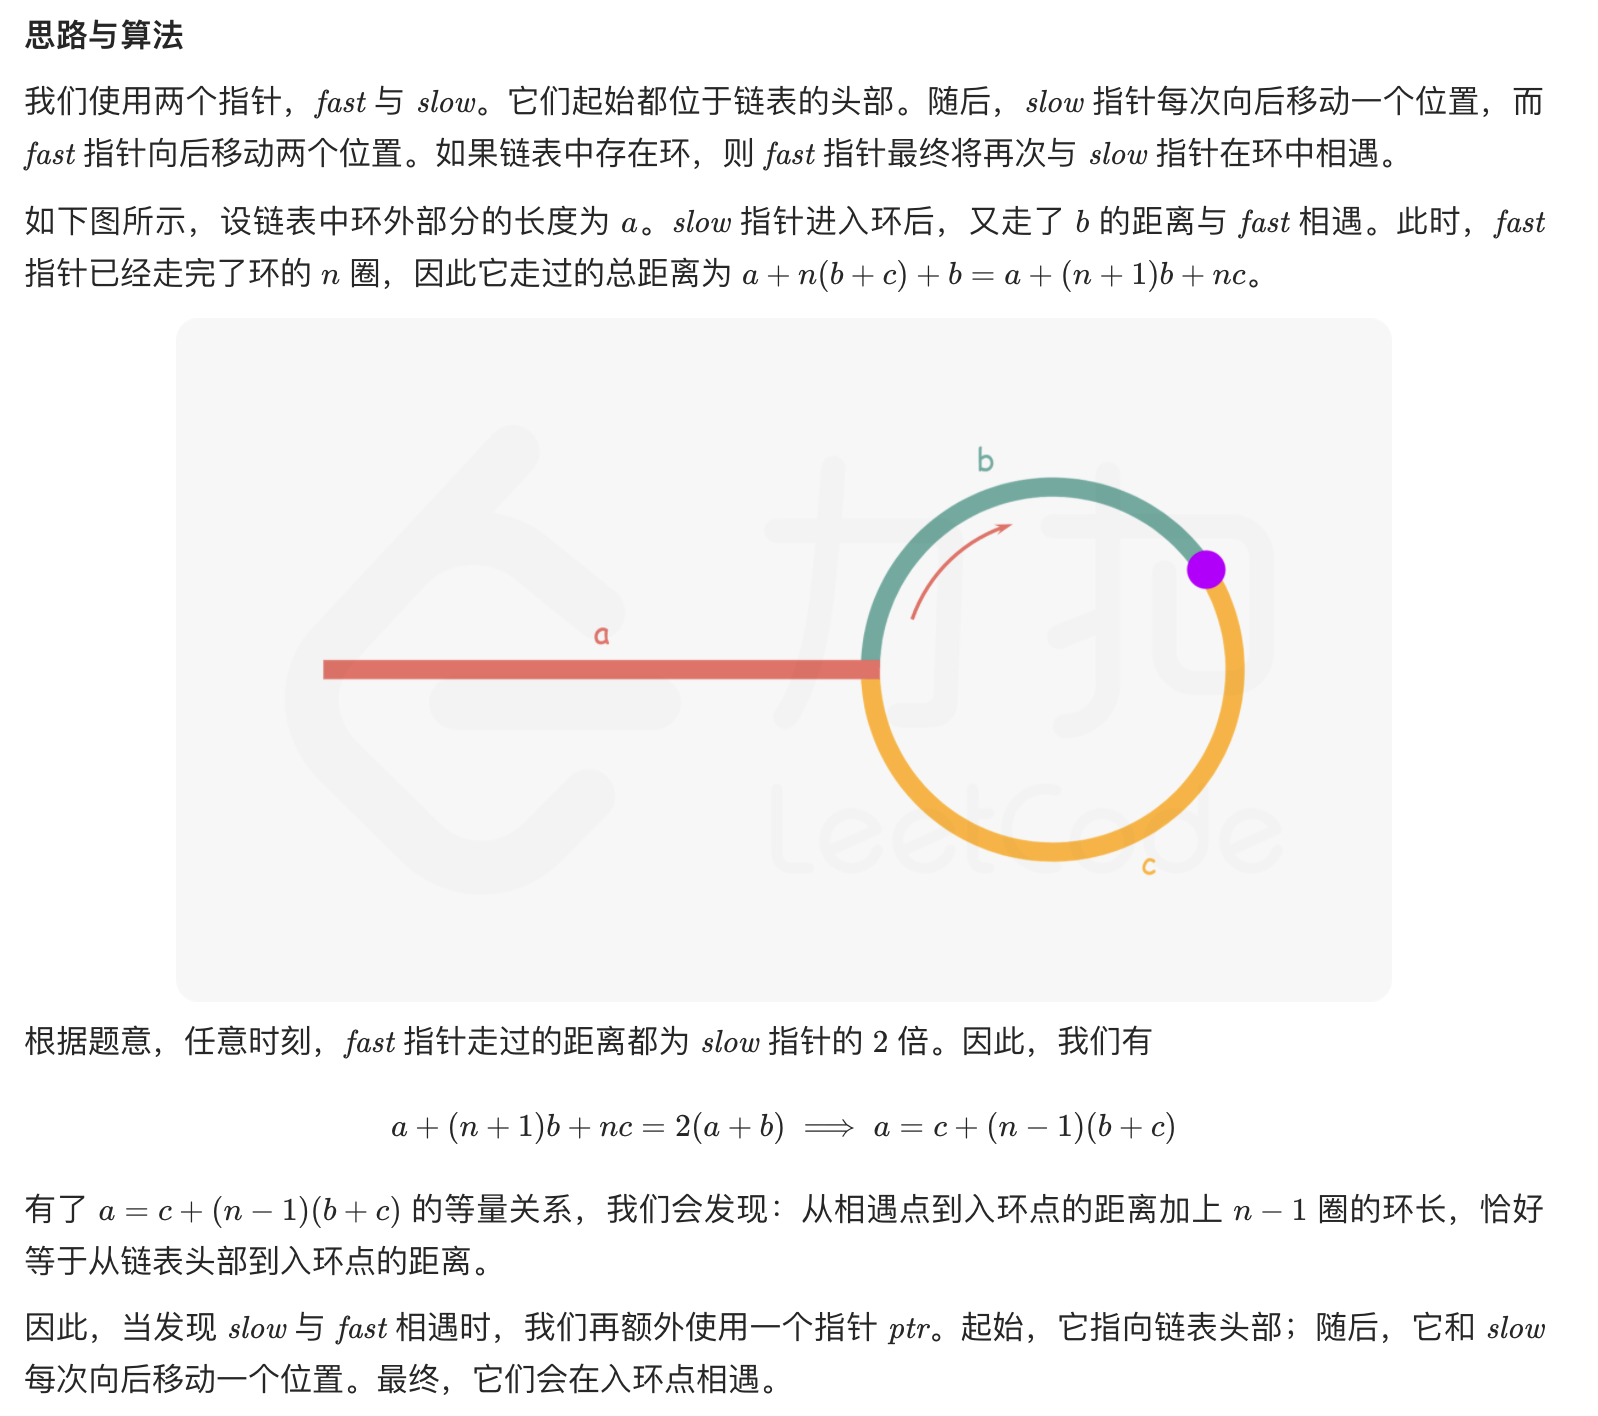 思路与算法
我们使用两个指针，fast 与 slow。它们起始都位于链表的头部。随后，slow 指针每次向后移动一个位置，而
fast 指针向后移动两个位置。如果链表中存在环，则 fast 指针最终将再次与 slow 指针在环中相遇。
如下图所示，设链表中环外部分的长度为 a。slow 指针进入环后，又走了 b 的距离与 fast 相遇。此时，fast
指针已经走完了环的 n 圈，因此它走过的总距离为 a + n(b + c) + b = a + (n + 1)b + nc。
b
a
力扣
LeetCode
c
根据题意，任意时刻，fast 指针走过的距离都为 slow 指针的 2 倍。因此，我们有
a + (n + 1)b + nc = 2(a + b) ⟹ a = c + (n − 1)(b + c)
有了 a = c + (n − 1)(b + c) 的等量关系，我们会发现：从相遇点到入环点的距离加上 n − 1 圈的环长，恰好
等于从链表头部到入环点的距离。
因此，当发现 slow 与 fast 相遇时，我们再额外使用一个指针 ptr。起始，它指向链表头部；随后，它和 slow
每次向后移动一个位置。最终，它们会在入环点相遇。